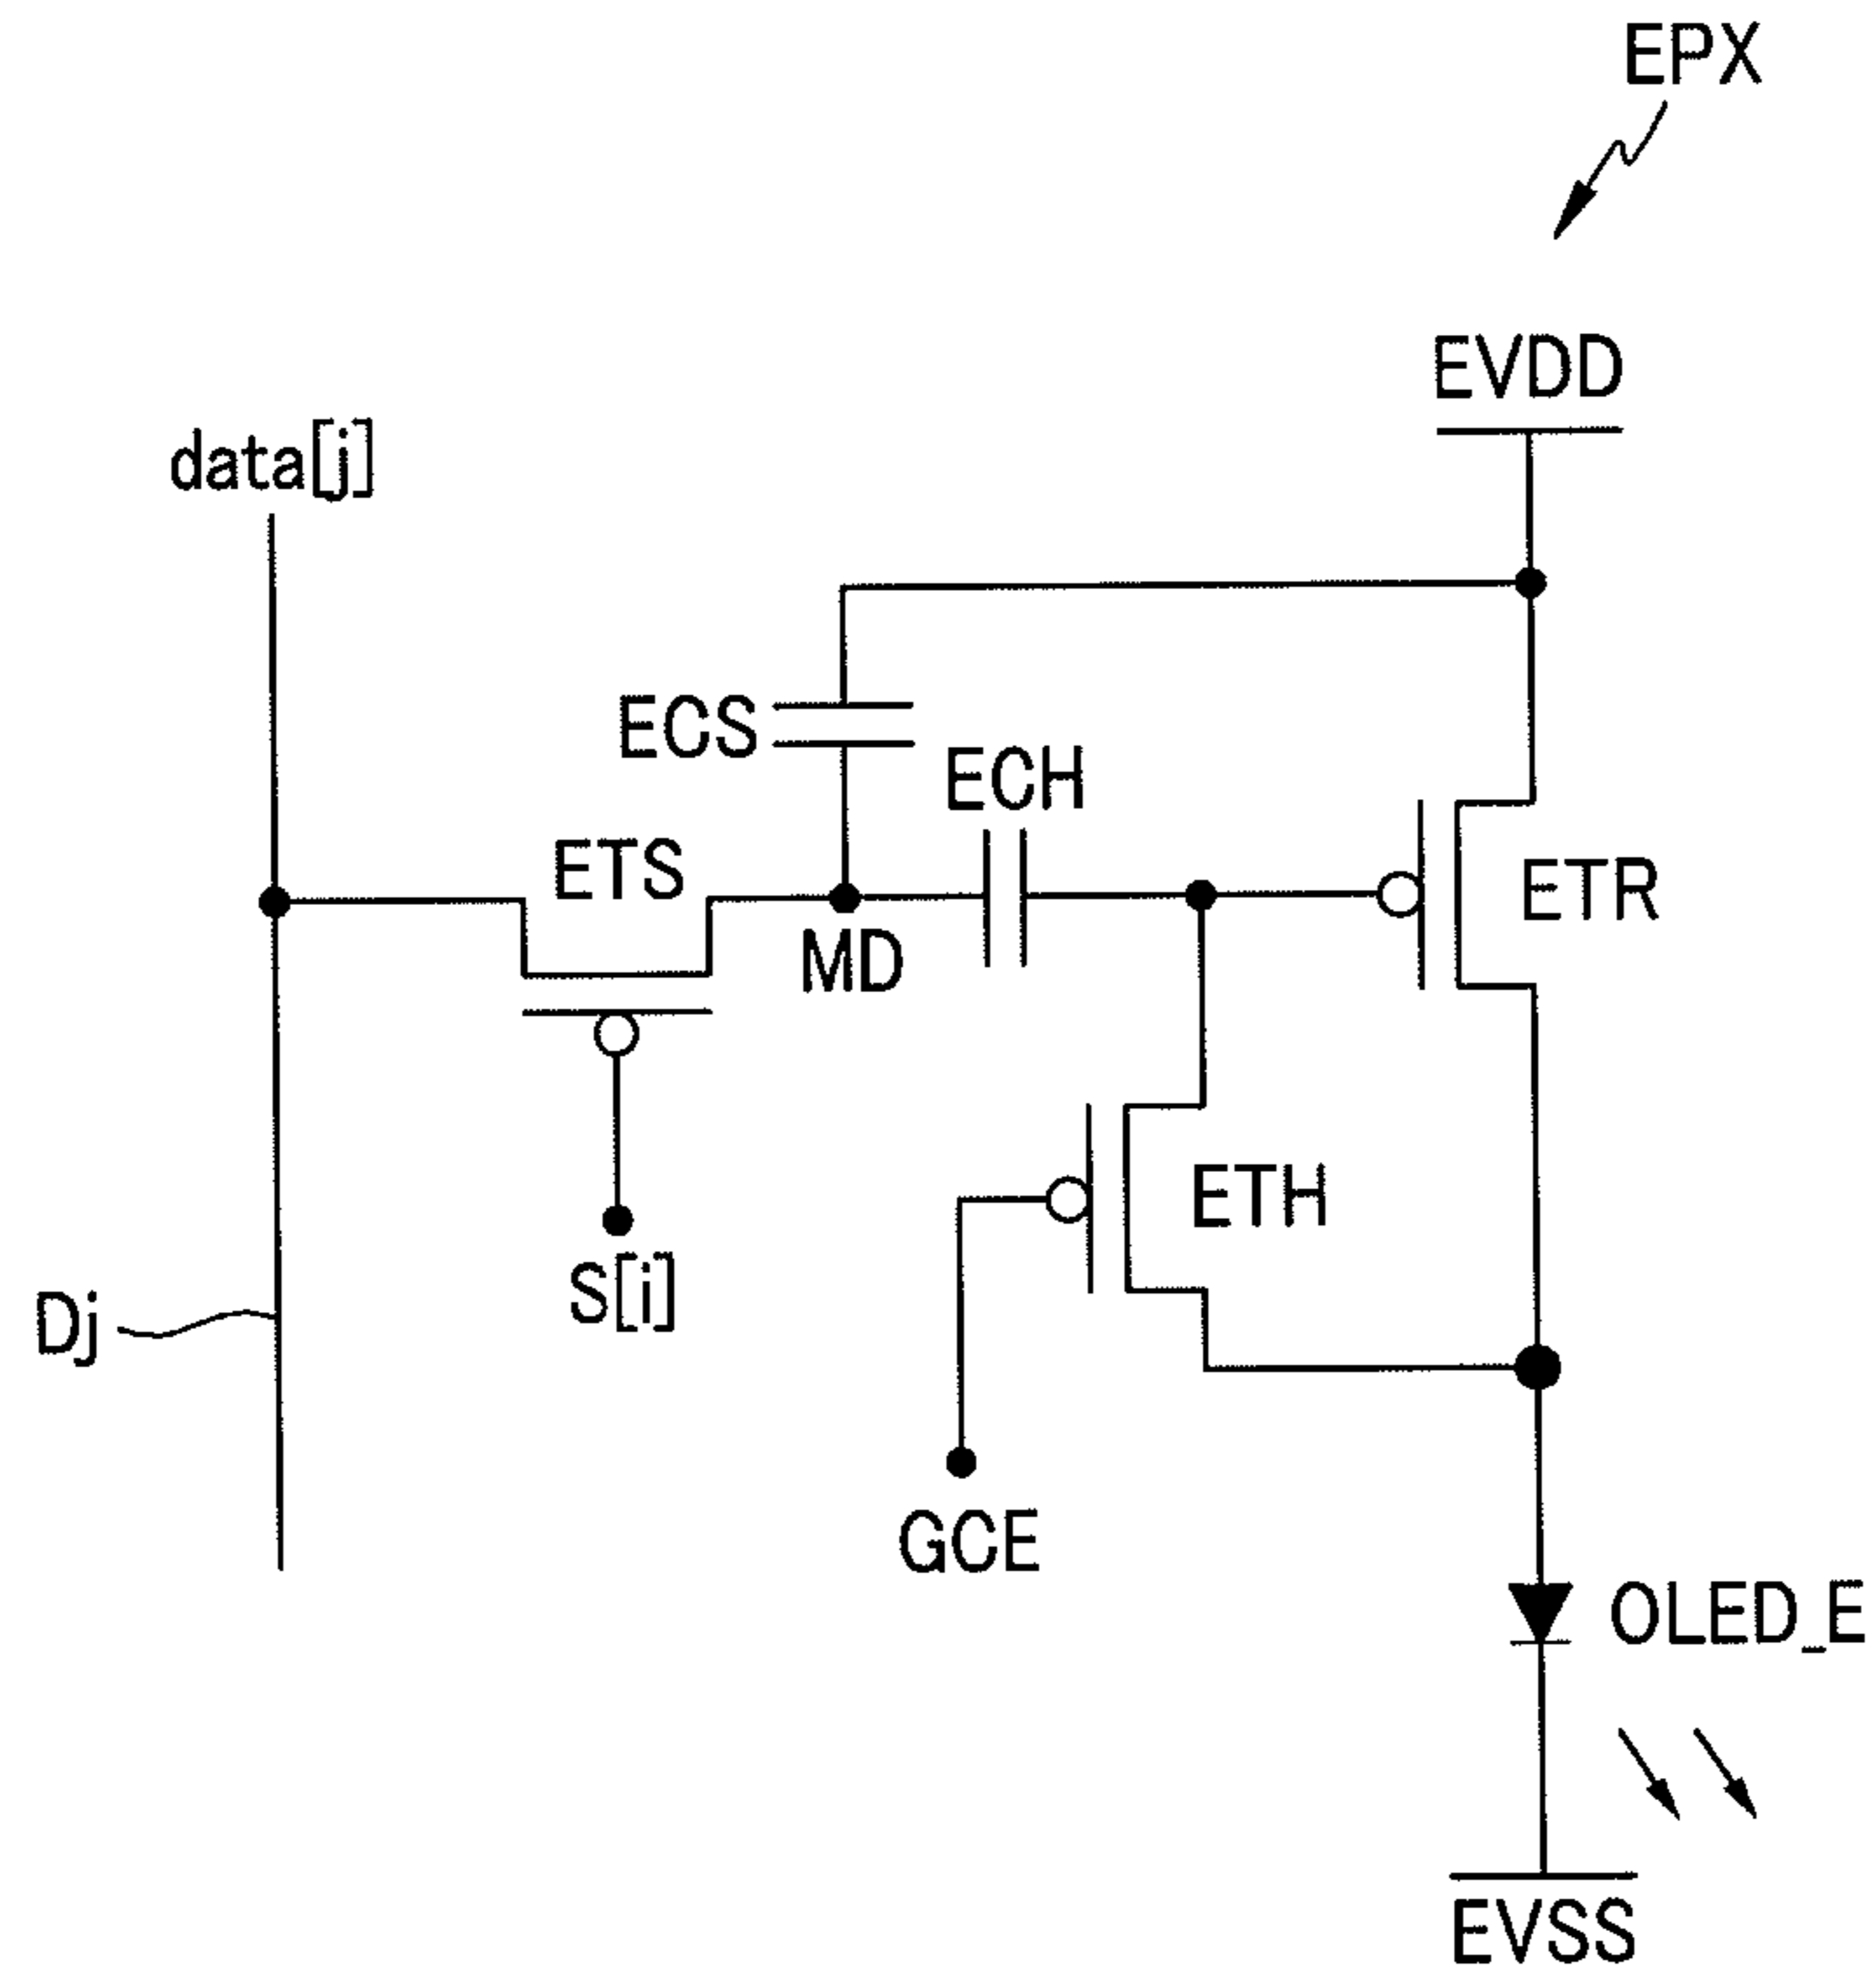 EPX
EVDD
data[j]
ECS
ECH
ETS
ETR
MD
ETH
S[i]
Dj
GCE
OLED_E
EVSS